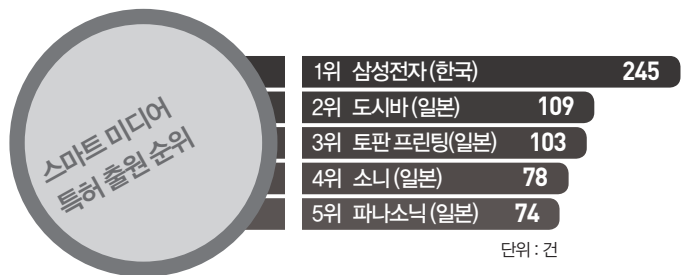 스마트 미디어
특허 출원 순위
1위 삼성전자(한국) 245
2위 도시바(일본) 109
3위 토판 프린팅(일본) 103
4위 소니(일본) 78
5위 파나소닉(일본) 74
단위 : 건